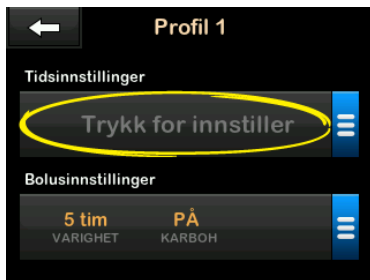 Profil 1
Tidsinnstillinger
Trykk for innstiller
Bolusinnstillinger
5 tim PÅ
VARIGHET KARBOH